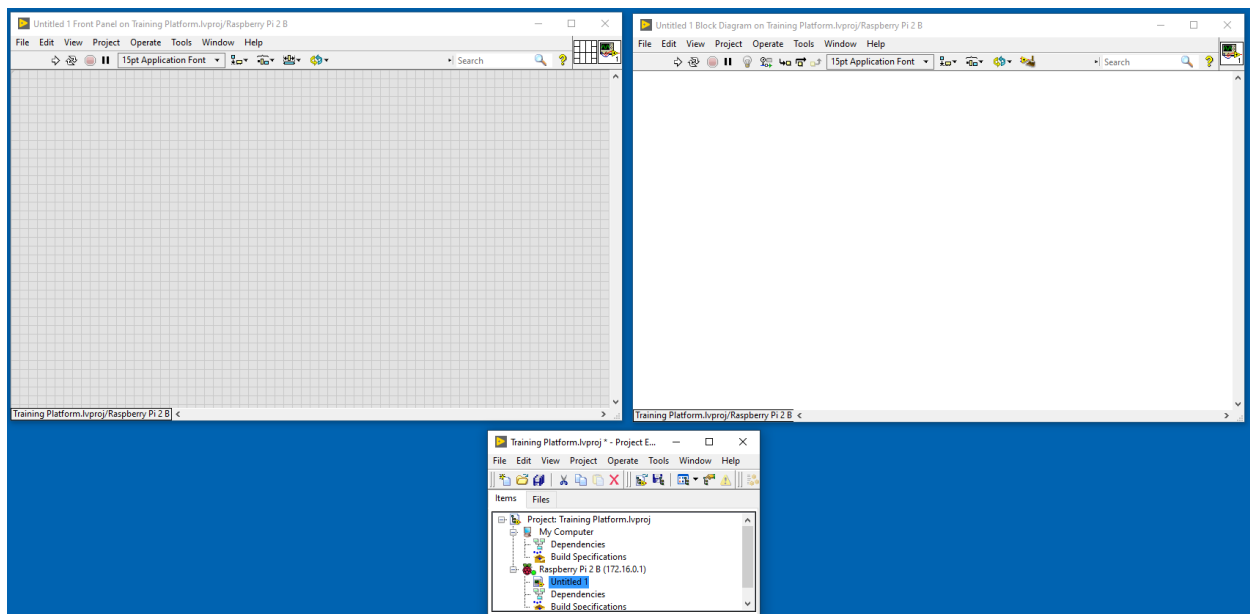 Untitled 1 Front Panel on Training Platform.lvproj/Raspberry Pi 2 B
File Edit View Project Operate Tools Window Help
15pt Application Font Search
1
Training Platform.lvproj/Raspberry Pi 2 B
Untitled 1 Block Diagram on Training Platform.lvproj/Raspberry Pi 2 B
File Edit View Project Operate Tools Window Help
15pt Application Font Search
1
Training Platform.lvproj/Raspberry Pi 2 B
Training Platform.lvproj * - Project E...
File Edit View Project Operate Tools Window Help
Items Files
Project: Training Platform.lvproj
My Computer
Dependencies
Build Specifications
Raspberry Pi 2 B (172.16.0.1)
Untitled 1
Dependencies
Build Specifications